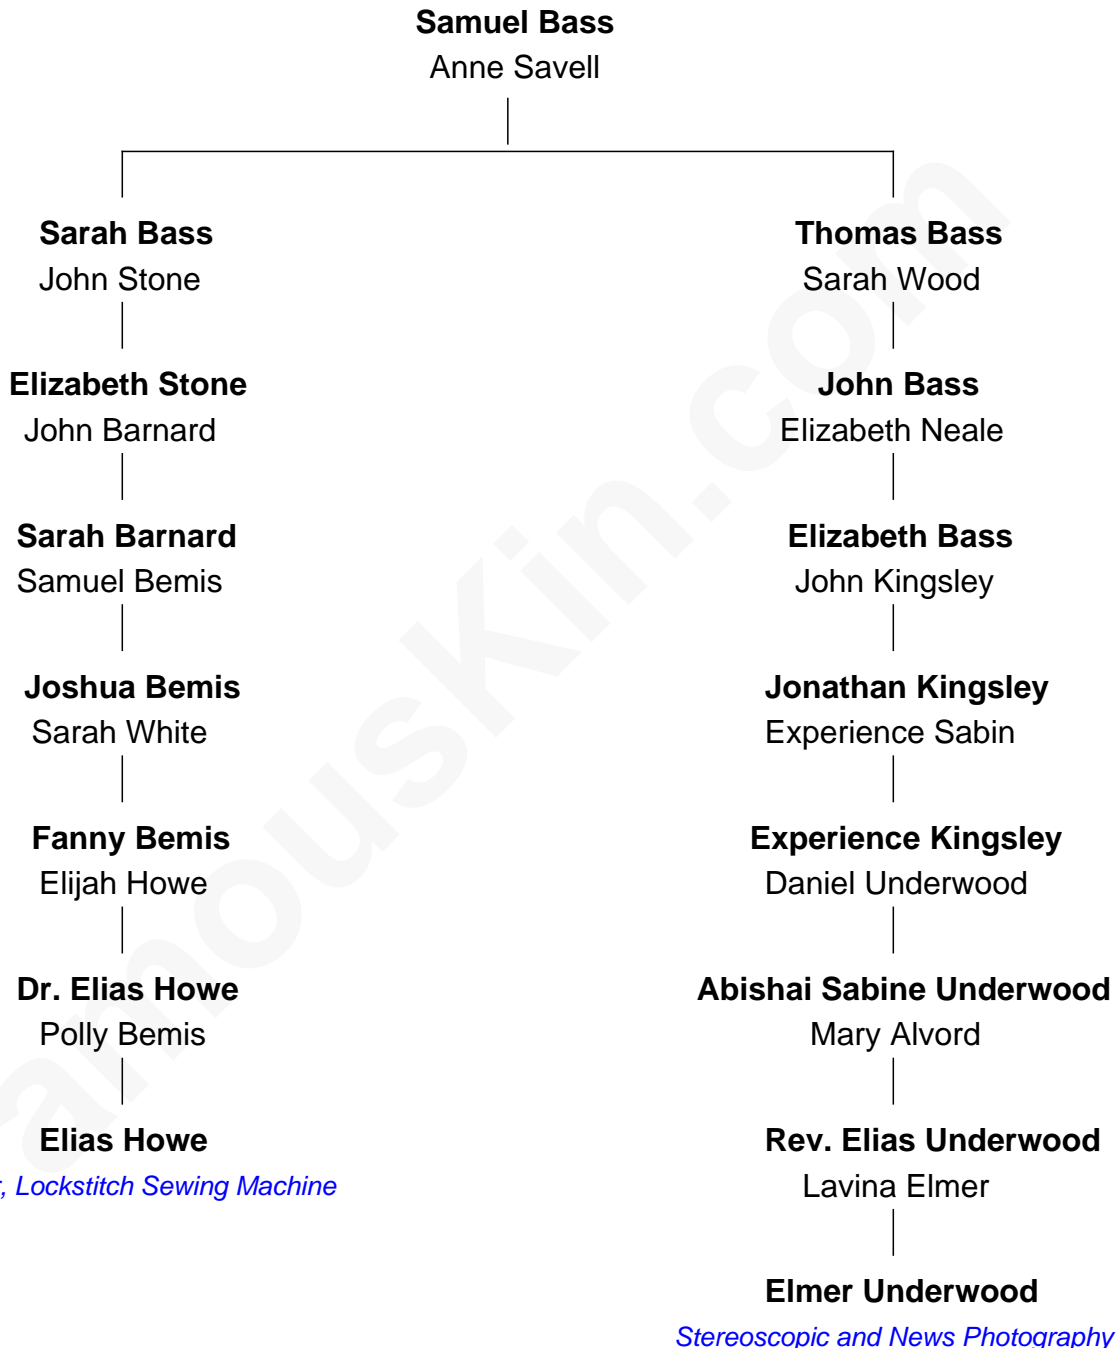 Samuel Bass
Anne Savell
Sarah Bass
John Stone
Elizabeth Stone
John Barnard
Sarah Barnard
Samuel Bemis
Joshua Bemis
Sarah White
Fanny Bemis
Elijah Howe
Dr. Elias Howe
Polly Bemis
Elias Howe
, Lockstitch Sewing Machine
Thomas Bass
Sarah Wood
John Bass
Elizabeth Neale
Elizabeth Bass
John Kingsley
Jonathan Kingsley
Experience Sabin
Experience Kingsley
Daniel Underwood
Abishai Sabine Underwood
Mary Alvord
Rev. Elias Underwood
Lavina Elmer
Elmer Underwood
Stereoscopic and News Photography
amousKin.com